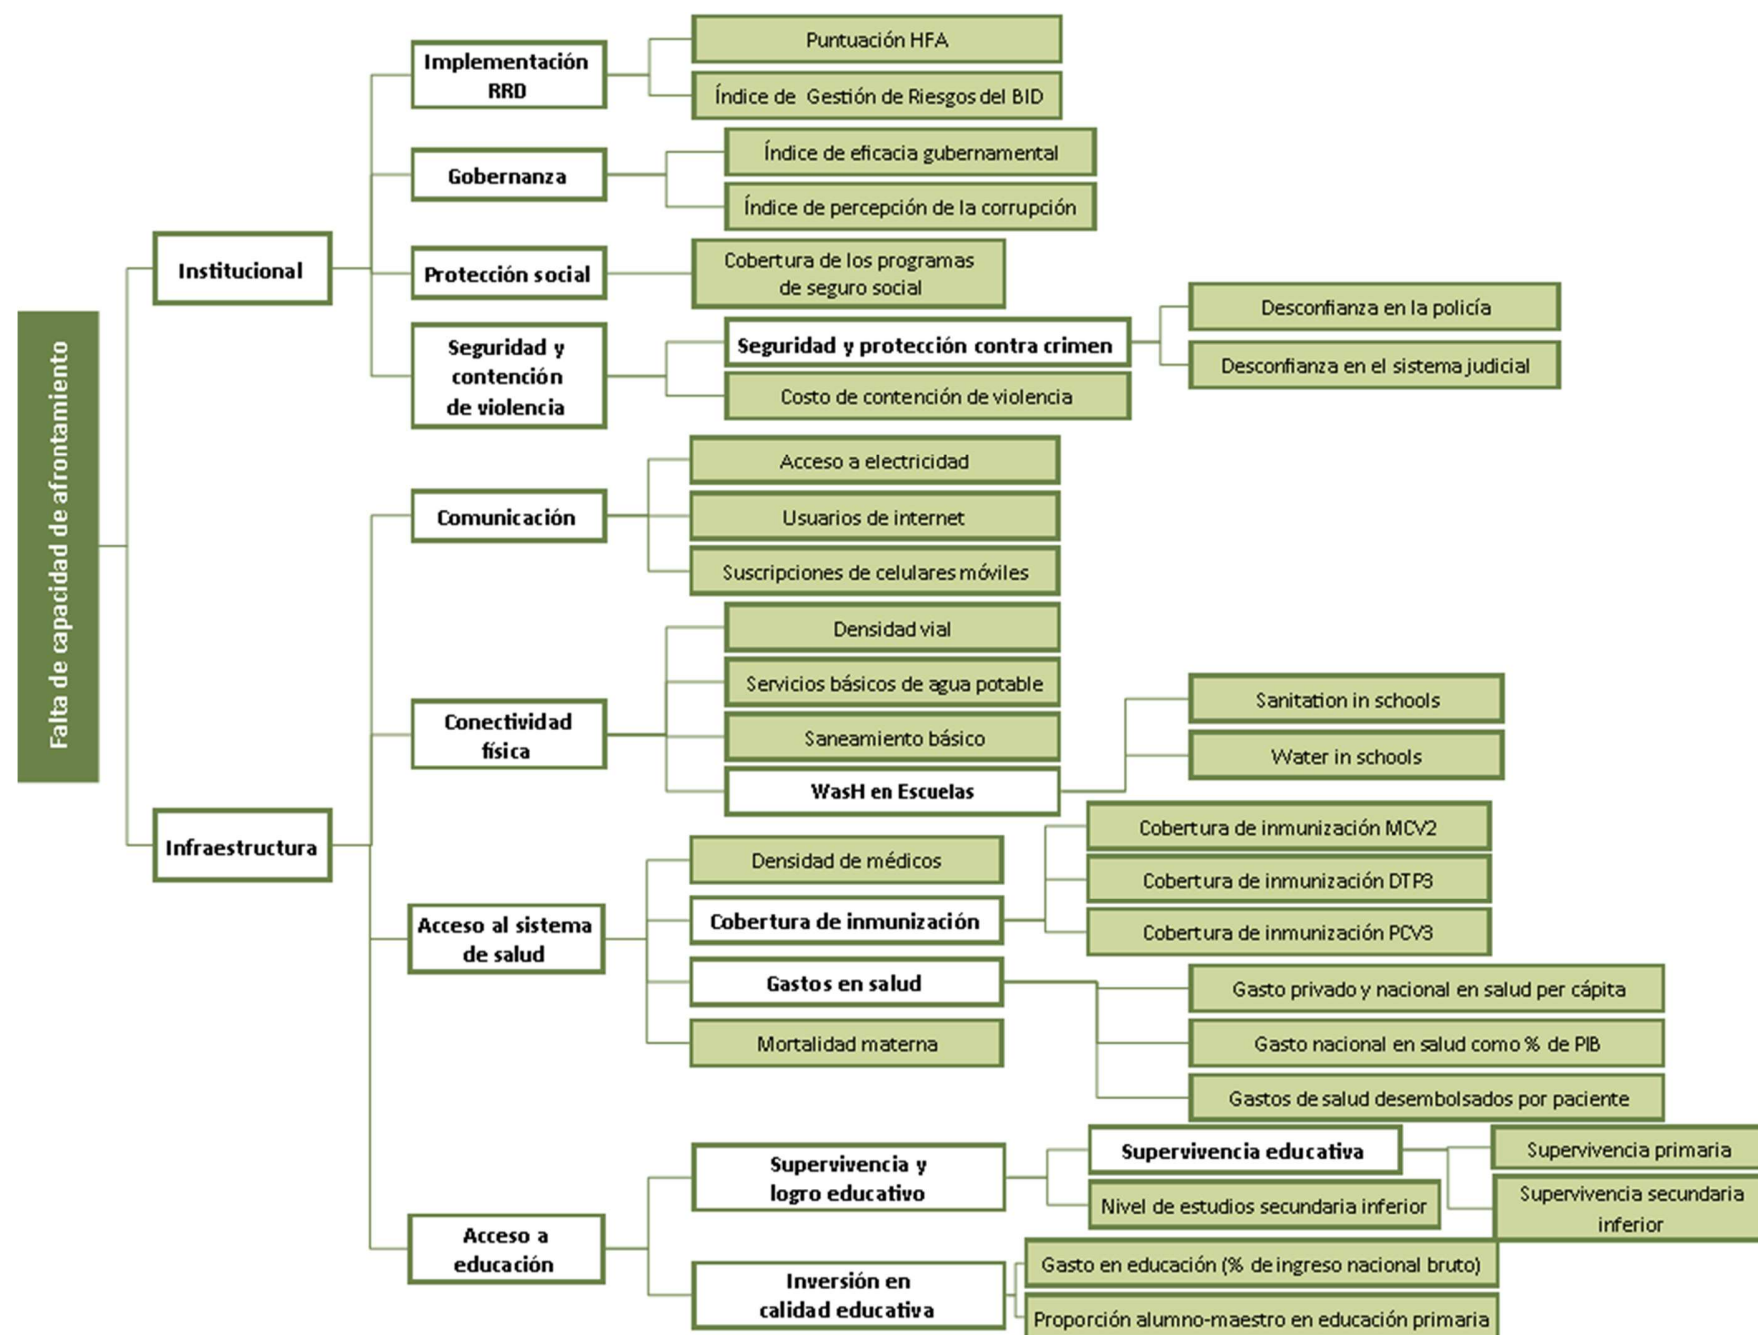 Falta de capacidad de afrontamiento
Institucional
Implementación
RRD
Puntuación HFA
Índice de Gestión de Riesgos del BID
Gobernanza
Índice de eficacia gubernamental
Índice de percepción de la corrupción
Protección social
Cobertura de los programas
de seguro social
Seguridad y
contención
de violencia
Seguridad y protección contra crimen
Desconfianza en la policía
Desconfianza en el sistema judicial
Costo de contención de violencia
Infraestructura
Comunicación
Acceso a electricidad
Usuarios de internet
Suscripciones de celulares móviles
Conectividad
física
Densidad vial
Servicios básicos de agua potable
Saneamiento básico
WasH en Escuelas
Sanitation in schools
Water in schools
Acceso al sistema
de salud
Densidad de médicos
Cobertura de inmunización
Cobertura de inmunización MCV2
Cobertura de inmunización DTP3
Cobertura de inmunización PCV3
Gastos en salud
Gasto privado y nacional en salud per cápita
Gasto nacional en salud como % de PIB
Gastos de salud desembolsados por paciente
Mortalidad materna
Acceso a
educación
Supervivencia y
logro educativo
Supervivencia educativa
Supervivencia primaria
Supervivencia secundaria
inferior
Nivel de estudios secundaria inferior
Inversión en
calidad educativa
Gasto en educación (% de ingreso nacional bruto)
Proporción alumno-maestro en educación primaria